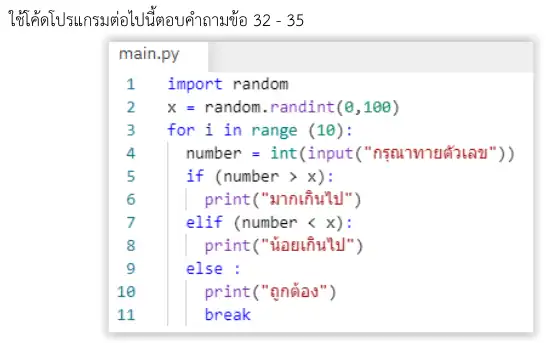 ใช้โค้ดโปรแกรมต่อไปนี้ตอบคำถามข้อ 32 - 35
main.py
1 import random
2 x = random.randint(0,100)
3 for i in range (10):
4 number = int(input("กรุณาทายตัวเลข"))
5 if (number > x):
6 print("มากเกินไป")
7 elif (number < x):
8 print("น้อยเกินไป")
9 else :
10 print("ถูกต้อง")
11 break